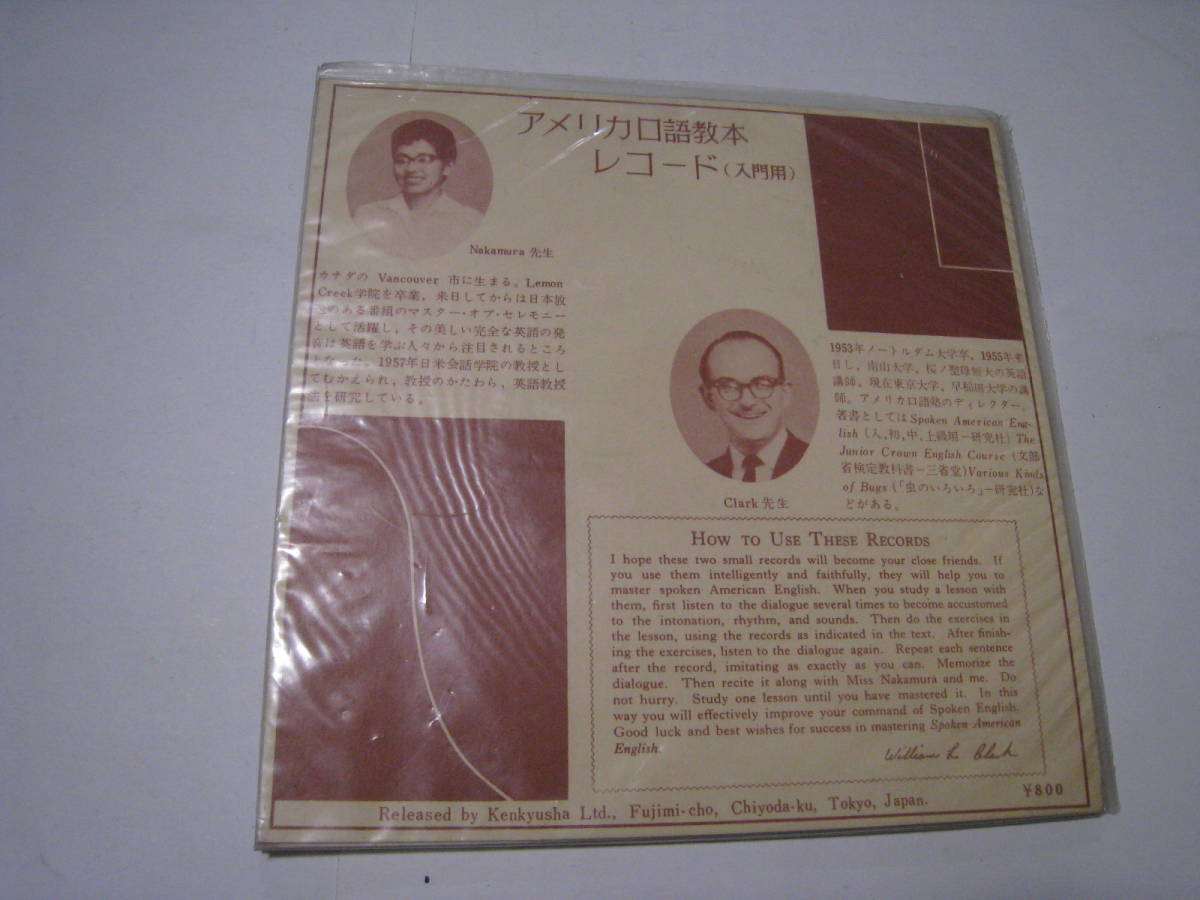 アメリカ口語教本
レコード（入門用）
Nakamura 先生
カナダの Vancouver 市に生まる。Lemon
Creek学院を卒業，来日してからは日本放
のある番組のマスター・オブ・セレモニー
として活躍し，その美しい完全な英語の発
音は英語を学ぶ人々から注目されるところ
となった。1957年日米会話学院の教授とし
てむかえられ，教授のかたわら，英語教授
法を研究している。
1953年ノートルダム大学卒，1955年来
日し，南山大学，桜ノ聖母短大の英語
講師，現在東京大学，早稲田大学の講
師。アメリカ口語塾のディレクター。
著書としてはSpoken American Eng-
lish（入，初，中，上級用－研究社）The
Junior Crown English Course（文部
省検定教科書－三省堂）Various Kinds
of Bugs（「虫のいろいろ」－研究社）な
どがある。
Clark 先生
HOW TO USE THESE RECORDS
I hope these two small records will become your close friends. If
you use them intelligently and faithfully, they will help you to
master spoken American English. When you study a lesson with
them, first listen to the dialogue several times to become accustomed
to the intonation, rhythm, and sounds. Then do the exercises in
the lesson, using the records as indicated in the text. After finish-
ing the exercises, listen to the dialogue again. Repeat each sentence
after the record, imitating as exactly as you can. Memorize the
dialogue. Then recite it along with Miss Nakamura and me. Do
not hurry. Study one lesson until you have mastered it. In this
way you will effectively improve your command of Spoken English.
Good luck and best wishes for success in mastering Spoken American
English.
William L. Clark
¥800
Released by Kenkyusha Ltd., Fujimi-cho, Chiyoda-ku, Tokyo, Japan.